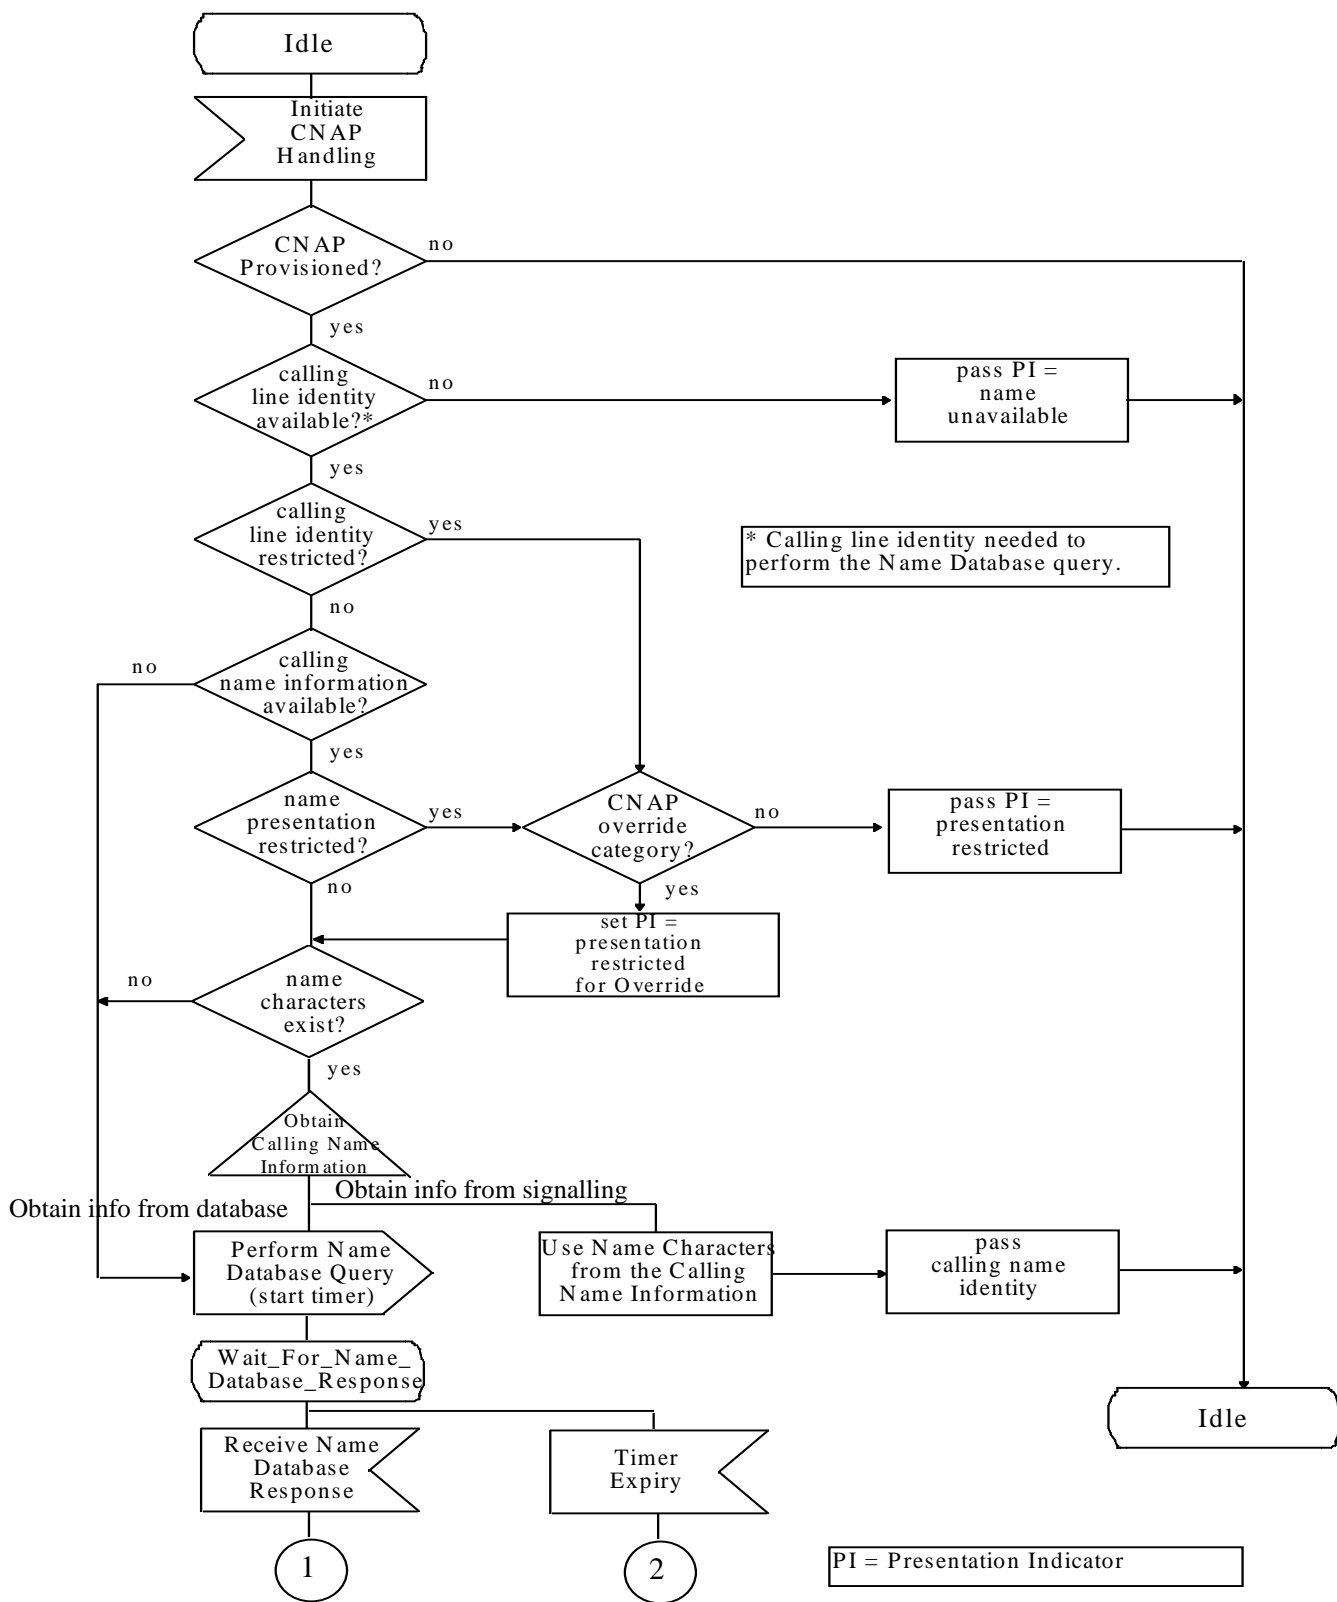 Idle
Initiate
CNAP
Handling
CNAP
Provisioned?
no
yes
calling
line identity
available?*
no
pass PI =
name
unavailable
yes
calling
line identity
restricted?
yes
* Calling line identity needed to
perform the Name Database query.
no
calling
name information
available?
no
yes
name
presentation
restricted?
yes
CNAP
override
category?
no
pass PI =
presentation
restricted
no
yes
set PI =
presentation
restricted
for Override
name
characters
exist?
no
yes
Obtain
Calling Name
Information
Obtain info from signalling
Obtain info from database
Perform Name
Database Query
(start timer)
Use Name Characters
from the Calling
Name Information
pass
calling name
identity
Wait_For_Name_
Database_Response
Idle
Receive Name
Database
Response
Timer
Expiry
1
2
PI = Presentation Indicator